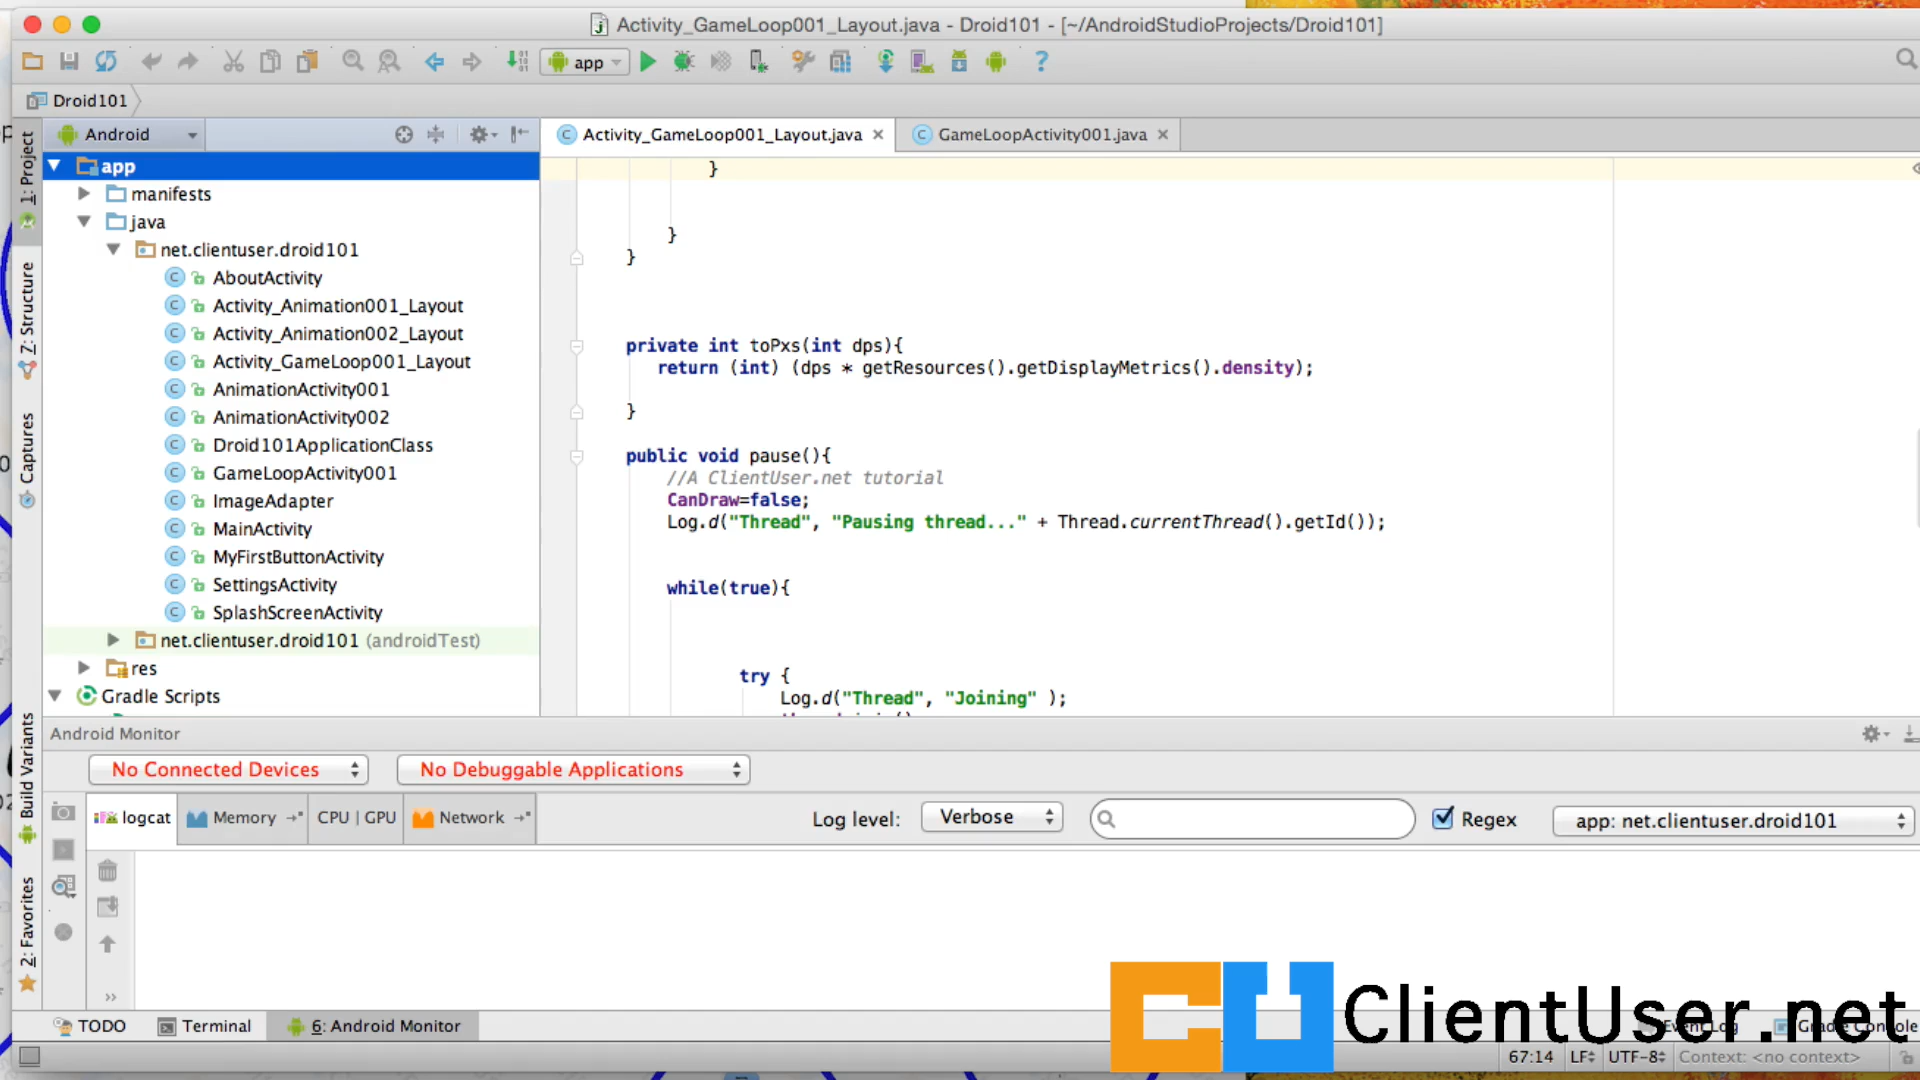 Activity_GameLoop001_Layout.java - Droid101 - [~/AndroidStudioProjects/Droid101]
app
Droid101
Android
Activity_GameLoop001_Layout.java
GameLoopActivity001.java
1: Project
Z: Structure
Captures
Build Variants
2: Favorites
app
manifests
java
net.clientuser.droid101
AboutActivity
Activity_Animation001_Layout
Activity_Animation002_Layout
Activity_GameLoop001_Layout
AnimationActivity001
AnimationActivity002
Droid101ApplicationClass
GameLoopActivity001
ImageAdapter
MainActivity
MyFirstButtonActivity
SettingsActivity
SplashScreenActivity
net.clientuser.droid101 (androidTest)
res
Gradle Scripts
}
}
}
private int toPxs(int dps){
return (int) (dps * getResources().getDisplayMetrics().density);
}
public void pause(){
//A ClientUser.net tutorial
CanDraw=false;
Log.d("Thread", "Pausing thread..." + Thread.currentThread().getId());
while(true){
try {
Log.d("Thread", "Joining" );
Android Monitor
No Connected Devices
No Debuggable Applications
logcat
Memory
CPU | GPU
Network
Log level:
Verbose
Regex
app: net.clientuser.droid101
TODO
Terminal
6: Android Monitor
Event Log
Gradle Console
CU ClientUser.net
67:14
LF
UTF-8
Context: <no context>